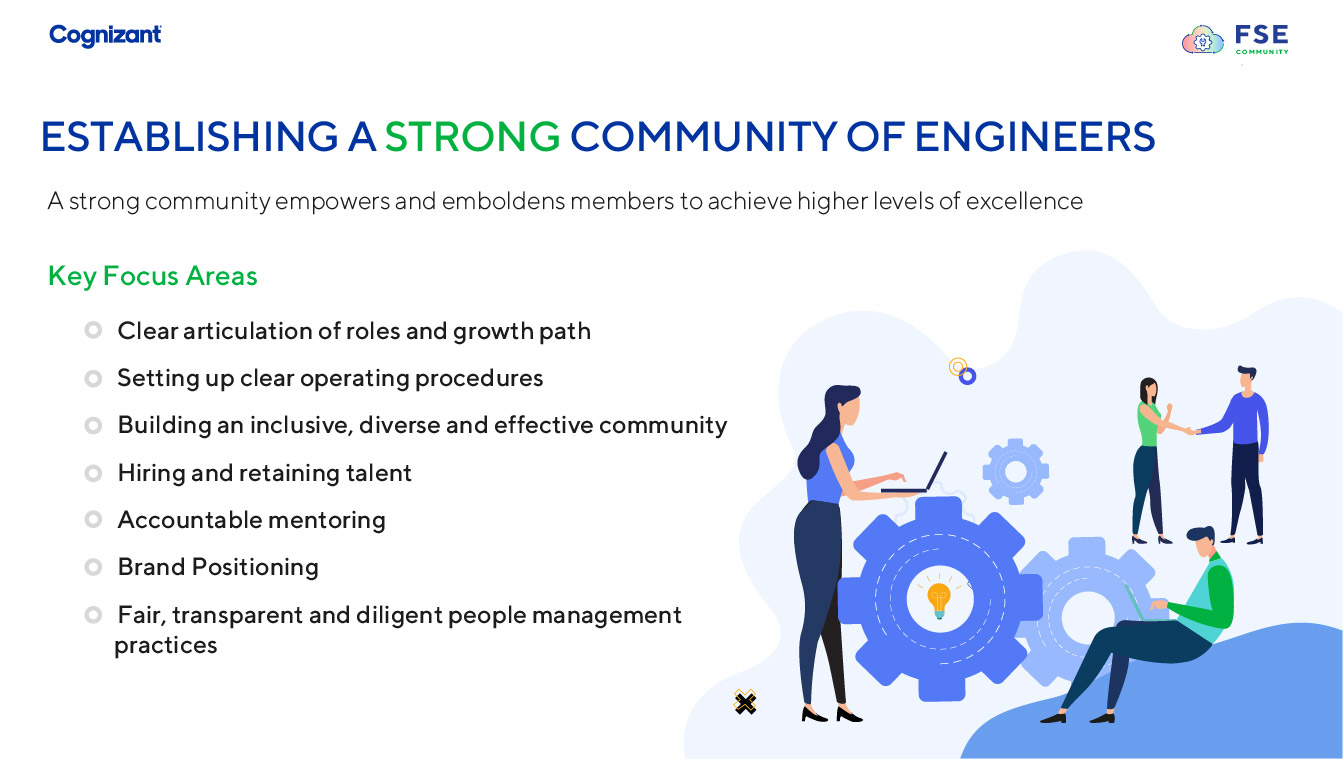 Cognizant
FSE
COMMUNITY
ESTABLISHING A STRONG COMMUNITY OF ENGINEERS
A strong community empowers and emboldens members to achieve higher levels of excellence
Key Focus Areas
Clear articulation of roles and growth path
Setting up clear operating procedures
Building an inclusive, diverse and effective community
Hiring and retaining talent
Accountable mentoring
Brand Positioning
Fair, transparent and diligent people management
practices